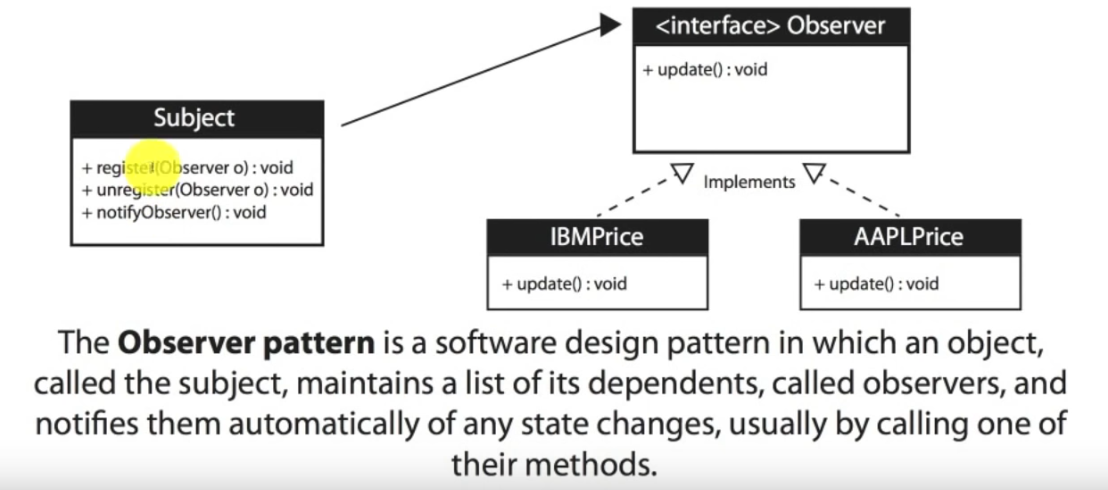 <interface> Observer
+ update() : void
Subject
+ register(Observer o) : void
+ unregister(Observer o) : void
+ notifyObserver() : void
Implements
IBMPrice
+ update() : void
AAPLPrice
+ update() : void
The Observer pattern is a software design pattern in which an object,
called the subject, maintains a list of its dependents, called observers, and
notifies them automatically of any state changes, usually by calling one of
their methods.